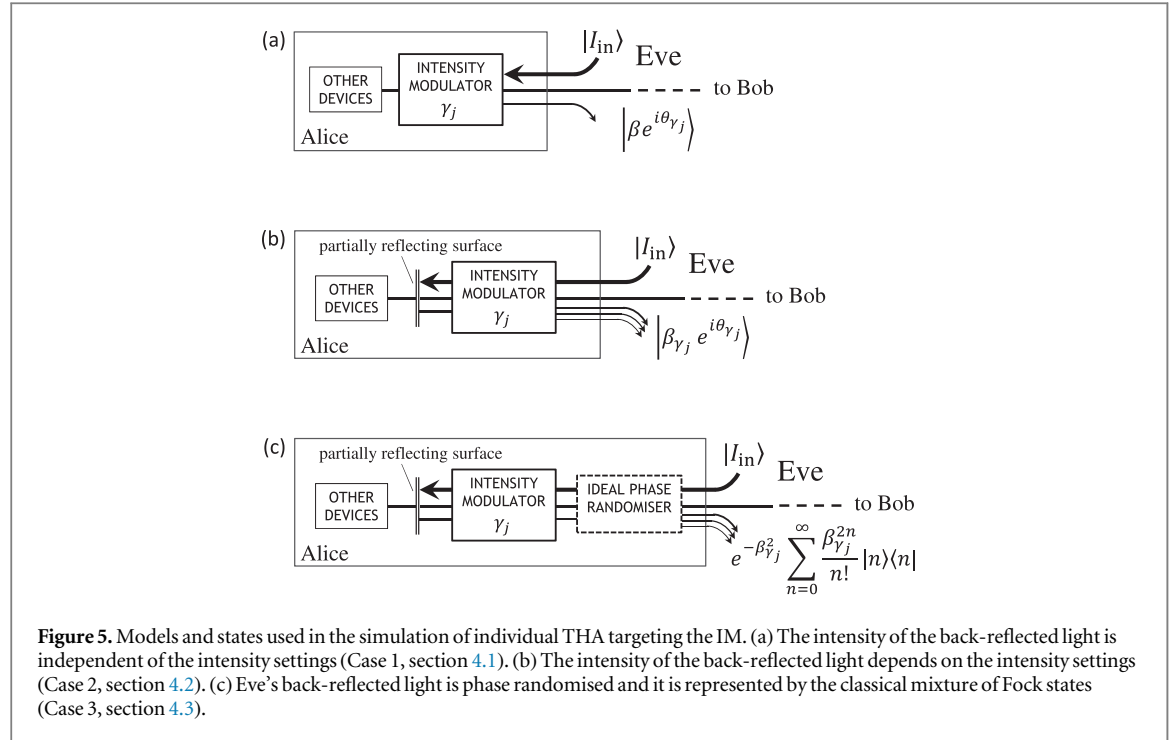 (a)
|I_in⟩
Eve
INTENSITY
MODULATOR
γ_j
OTHER
DEVICES
to Bob
Alice
|βe^{iθ_{γ_j}}⟩
(b)
partially reflecting surface
|I_in⟩
Eve
INTENSITY
MODULATOR
γ_j
OTHER
DEVICES
to Bob
Alice
|β_{γ_j} e^{iθ_{γ_j}}⟩
(c)
partially reflecting surface
|I_in⟩
Eve
INTENSITY
MODULATOR
γ_j
IDEAL PHASE
RANDOMISER
OTHER
DEVICES
to Bob
Alice
e^{-β²_{γ_j}} ∑_{n=0}^{∞} β_{γ_j}^{2n}/n! |n⟩⟨n|
Figure 5. Models and states used in the simulation of individual THA targeting the IM. (a) The intensity of the back-reflected light is
independent of the intensity settings (Case 1, section 4.1). (b) The intensity of the back-reflected light depends on the intensity settings
(Case 2, section 4.2). (c) Eve's back-reflected light is phase randomised and it is represented by the classical mixture of Fock states
(Case 3, section 4.3).